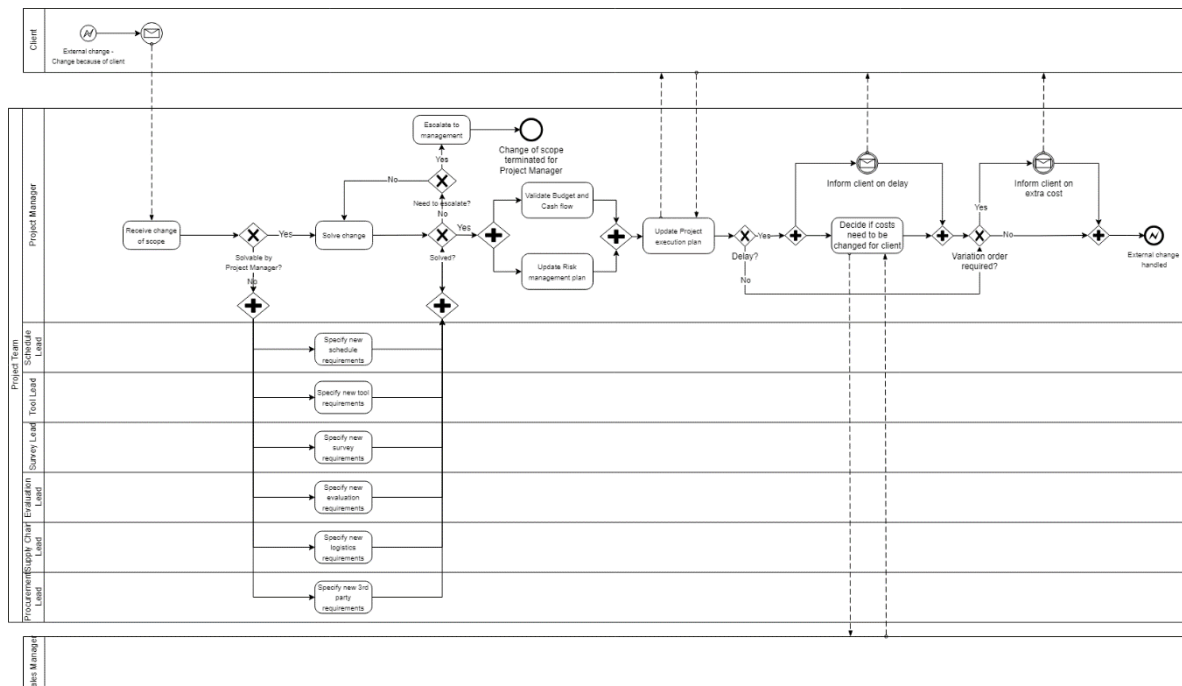 Client
External change -
Change because of client
Project Team
Project Manager
Escalate to
management
Change of scope
terminated for
Project Manager
Yes
No
Need to escalate?
No
Receive change
of scope
Yes
Solvable by
Project Manager?
No
Solve change
Yes
Solved?
Validate Budget and
Cash flow
Update Risk
management plan
Update Project
execution plan
Yes
Delay?
No
Inform client on delay
Decide if costs
need to be
changed for client
Yes
No
Variation order
required?
Inform client on
extra cost
External change
handled
Schedule
Lead
Specify new
schedule
requirements
Tool Lead
Specify new tool
requirements
Survey Lead
Specify new
survey
requirements
Evaluation
Lead
Specify new
evaluation
requirements
Supply Chain
Lead
Specify new
logistics
requirements
Procurement
Lead
Specify new 3rd
party
requirements
ales Manager